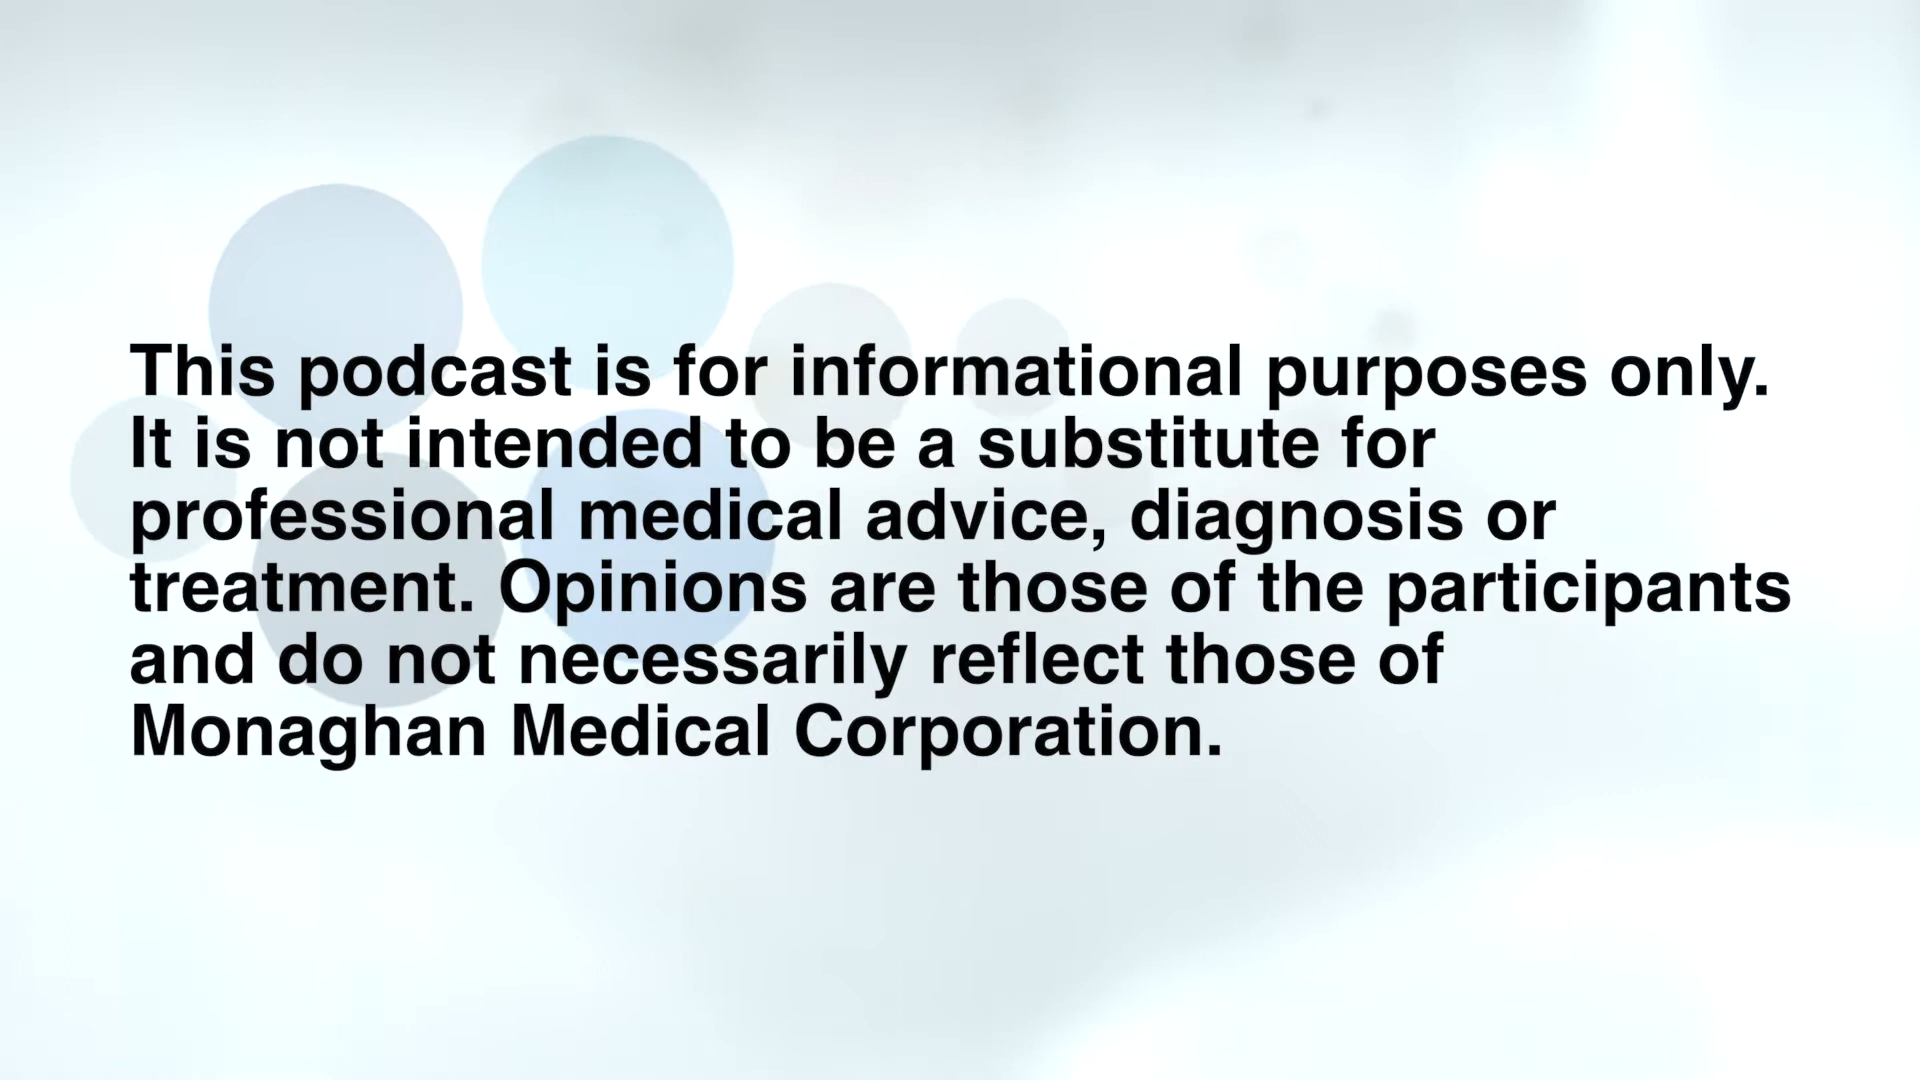 This podcast is for informational purposes only.
It is not intended to be a substitute for
professional medical advice, diagnosis or
treatment. Opinions are those of the participants
and do not necessarily reflect those of
Monaghan Medical Corporation.